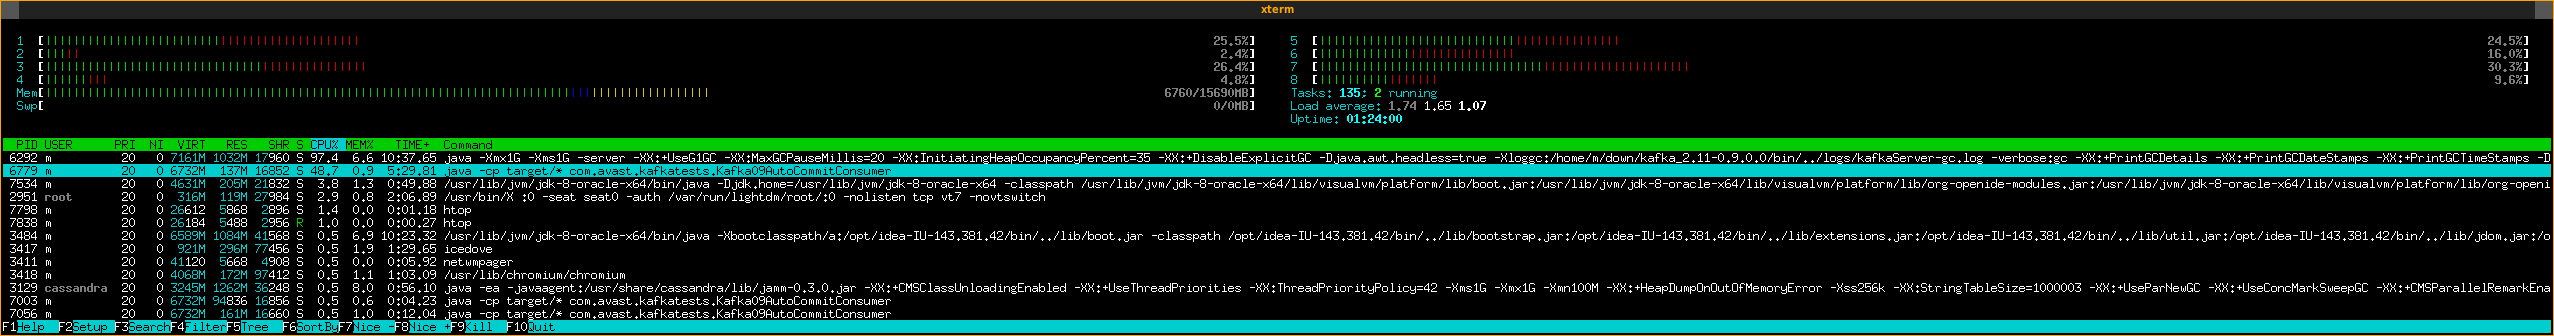 xterm
1 [|||||||||||||||||||||||||||||||||||||||||||| 25.5%] 5 [|||||||||||||||||||||||||||||||||||||||||| 24.5%]
2 [||||| 2.4%] 6 [|||||||||||||||||||||||||||| 16.0%]
3 [||||||||||||||||||||||||||||||||||||||||||||| 26.4%] 7 [|||||||||||||||||||||||||||||||||||||||||||||||||||| 30.3%]
4 [||||||||| 4.8%] 8 [||||||||||||||||| 9.6%]
Mem[||||||||||||||||||||||||||||||||||||||||||||||||||||||||||||||||||||||||||||||||||||||||||||| 6760/15690MB] Tasks: 135; 2 running
Swp[ 0/0MB] Load average: 1.74 1.65 1.07
Uptime: 01:24:00
PID USER PRI NI VIRT RES SHR S CPU% MEM% TIME+ Command
6292 m 20 0 7161M 1032M 17960 S 97.4 6.6 10:37.65 java -Xmx1G -Xms1G -server -XX:+UseG1GC -XX:MaxGCPauseMillis=20 -XX:InitiatingHeapOccupancyPercent=35 -XX:+DisableExplicitGC -Djava.awt.headless=true -Xloggc:/home/m/down/kafka_2.11-0.9.0.0/bin/../logs/kafkaServer-gc.log -verbose:gc -XX:+PrintGCDetails -XX:+PrintGCDateStamps -XX:+PrintGCTimeStamps -D
6779 m 20 0 6732M 137M 16852 S 48.7 0.9 5:29.81 java -cp target/* com.avast.kafkatests.Kafka09AutoCommitConsumer
7534 m 20 0 4631M 205M 21832 S 3.8 1.3 0:49.88 /usr/lib/jvm/jdk-8-oracle-x64/bin/java -Djdk.home=/usr/lib/jvm/jdk-8-oracle-x64 -classpath /usr/lib/jvm/jdk-8-oracle-x64/lib/visualvm/platform/lib/boot.jar:/usr/lib/jvm/jdk-8-oracle-x64/lib/visualvm/platform/lib/org-openide-modules.jar:/usr/lib/jvm/jdk-8-oracle-x64/lib/visualvm/platform/lib/org-openi
2951 root 20 0 316M 119M 27984 S 2.9 0.8 2:06.89 /usr/bin/X :0 -seat seat0 -auth /var/run/lightdm/root/:0 -nolisten tcp vt7 -novtswitch
7798 m 20 0 26612 5868 2896 S 1.4 0.0 0:01.18 htop
7838 m 20 0 26184 5488 2956 R 1.0 0.0 0:00.27 htop
3484 m 20 0 6589M 1084M 41568 S 0.5 6.9 10:23.32 /usr/lib/jvm/jdk-8-oracle-x64/bin/java -Xbootclasspath/a:/opt/idea-IU-143.381.42/bin/../lib/boot.jar -classpath /opt/idea-IU-143.381.42/bin/../lib/bootstrap.jar:/opt/idea-IU-143.381.42/bin/../lib/extensions.jar:/opt/idea-IU-143.381.42/bin/../lib/util.jar:/opt/idea-IU-143.381.42/bin/../lib/jdom.jar:/o
3417 m 20 0 921M 296M 77456 S 0.5 1.9 1:29.65 icedove
3411 m 20 0 41120 5668 4908 S 0.5 0.0 0:05.92 netwmpager
3418 m 20 0 4068M 172M 97412 S 0.5 1.1 1:03.09 /usr/lib/chromium/chromium
3129 cassandra 20 0 3245M 1262M 36248 S 0.5 8.0 0:56.10 java -ea -javaagent:/usr/share/cassandra/lib/jamm-0.3.0.jar -XX:+CMSClassUnloadingEnabled -XX:+UseThreadPriorities -XX:ThreadPriorityPolicy=42 -Xms1G -Xmx1G -Xmn100M -XX:+HeapDumpOnOutOfMemoryError -Xss256k -XX:StringTableSize=1000003 -XX:+UseParNewGC -XX:+UseConcMarkSweepGC -XX:+CMSParallelRemarkEna
7003 m 20 0 6732M 94836 16856 S 0.5 0.6 0:04.23 java -cp target/* com.avast.kafkatests.Kafka09AutoCommitConsumer
7056 m 20 0 6732M 161M 16660 S 0.5 1.0 0:12.04 java -cp target/* com.avast.kafkatests.Kafka09AutoCommitConsumer
F1Help F2Setup F3SearchF4FilterF5Tree F6SortByF7Nice -F8Nice +F9Kill F10Quit